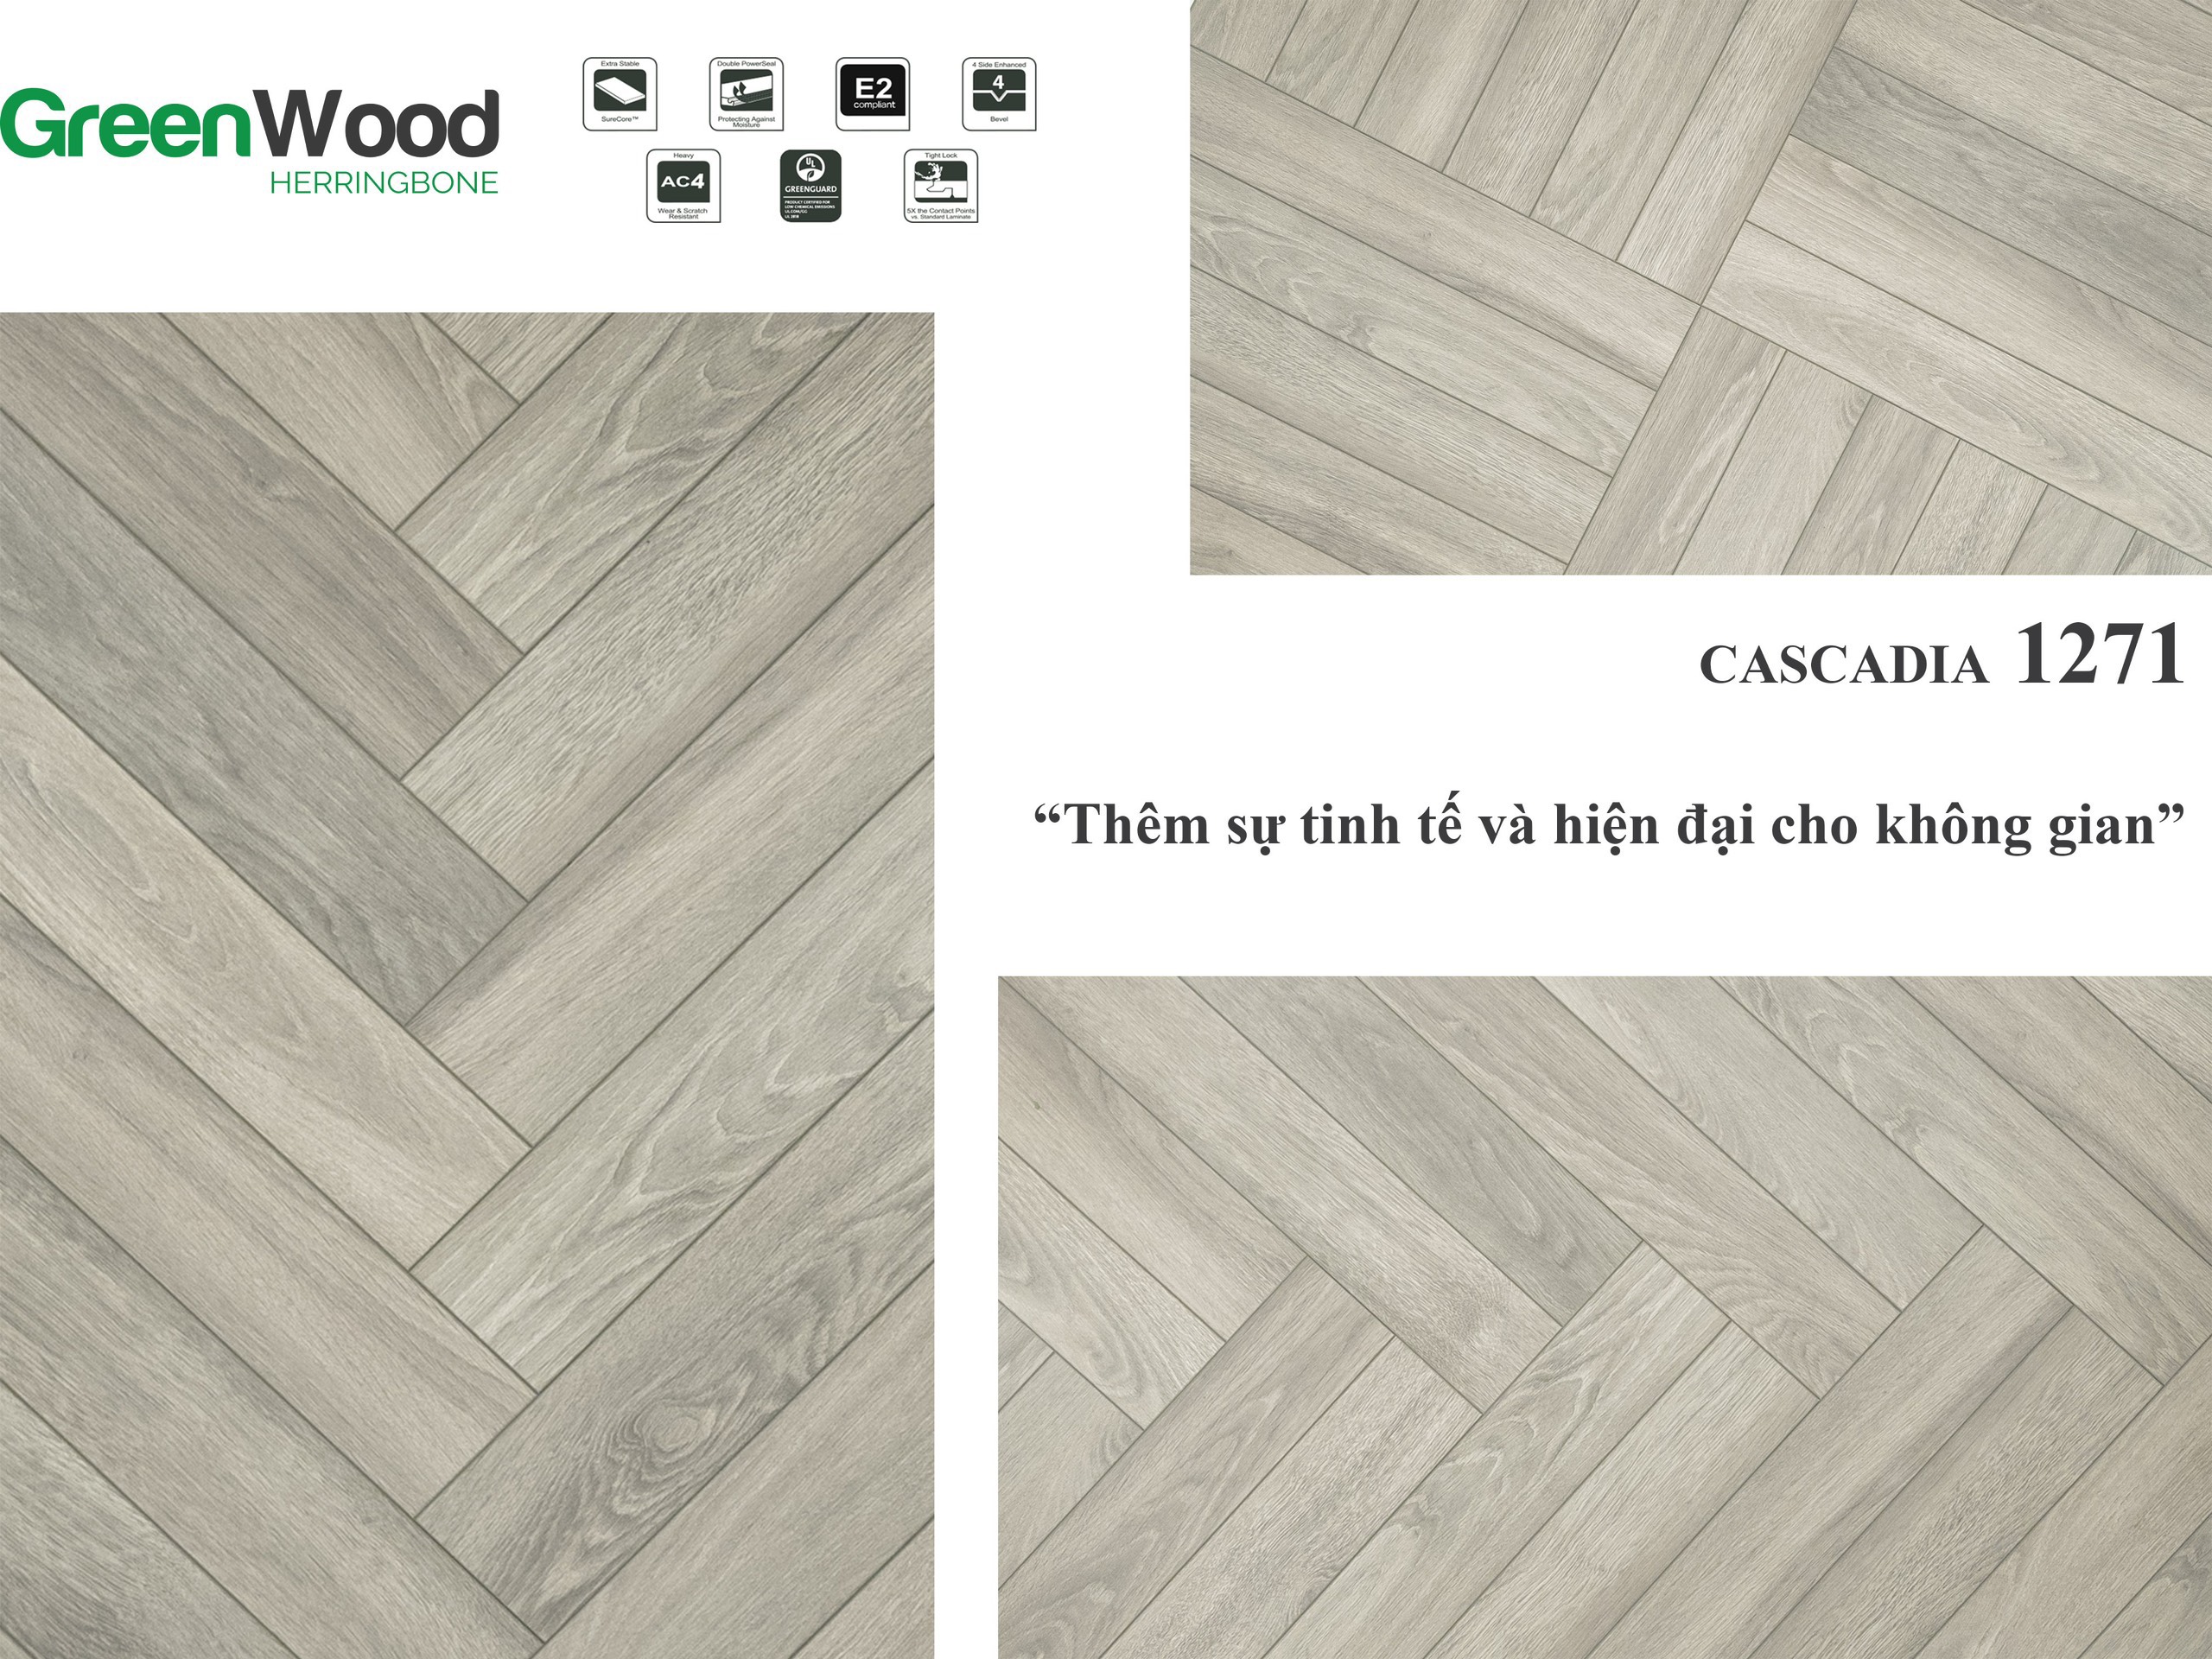 GreenWood
HERRINGBONE
Extra Stable
SureCore™
Double PowerSeal
Protecting Against
Moisture
E2
compliant
4 Side Enhanced
4
Bevel
Heavy
AC4
Wear & Scratch
Resistant
UL
GREENGUARD
PRODUCT CERTIFIED FOR
LOW CHEMICAL EMISSIONS
UL.COM/GG
UL 2818
Tight Lock
5X the Contact Points
vs. Standard Laminate
CASCADIA 1271
“Thêm sự tinh tế và hiện đại cho không gian”